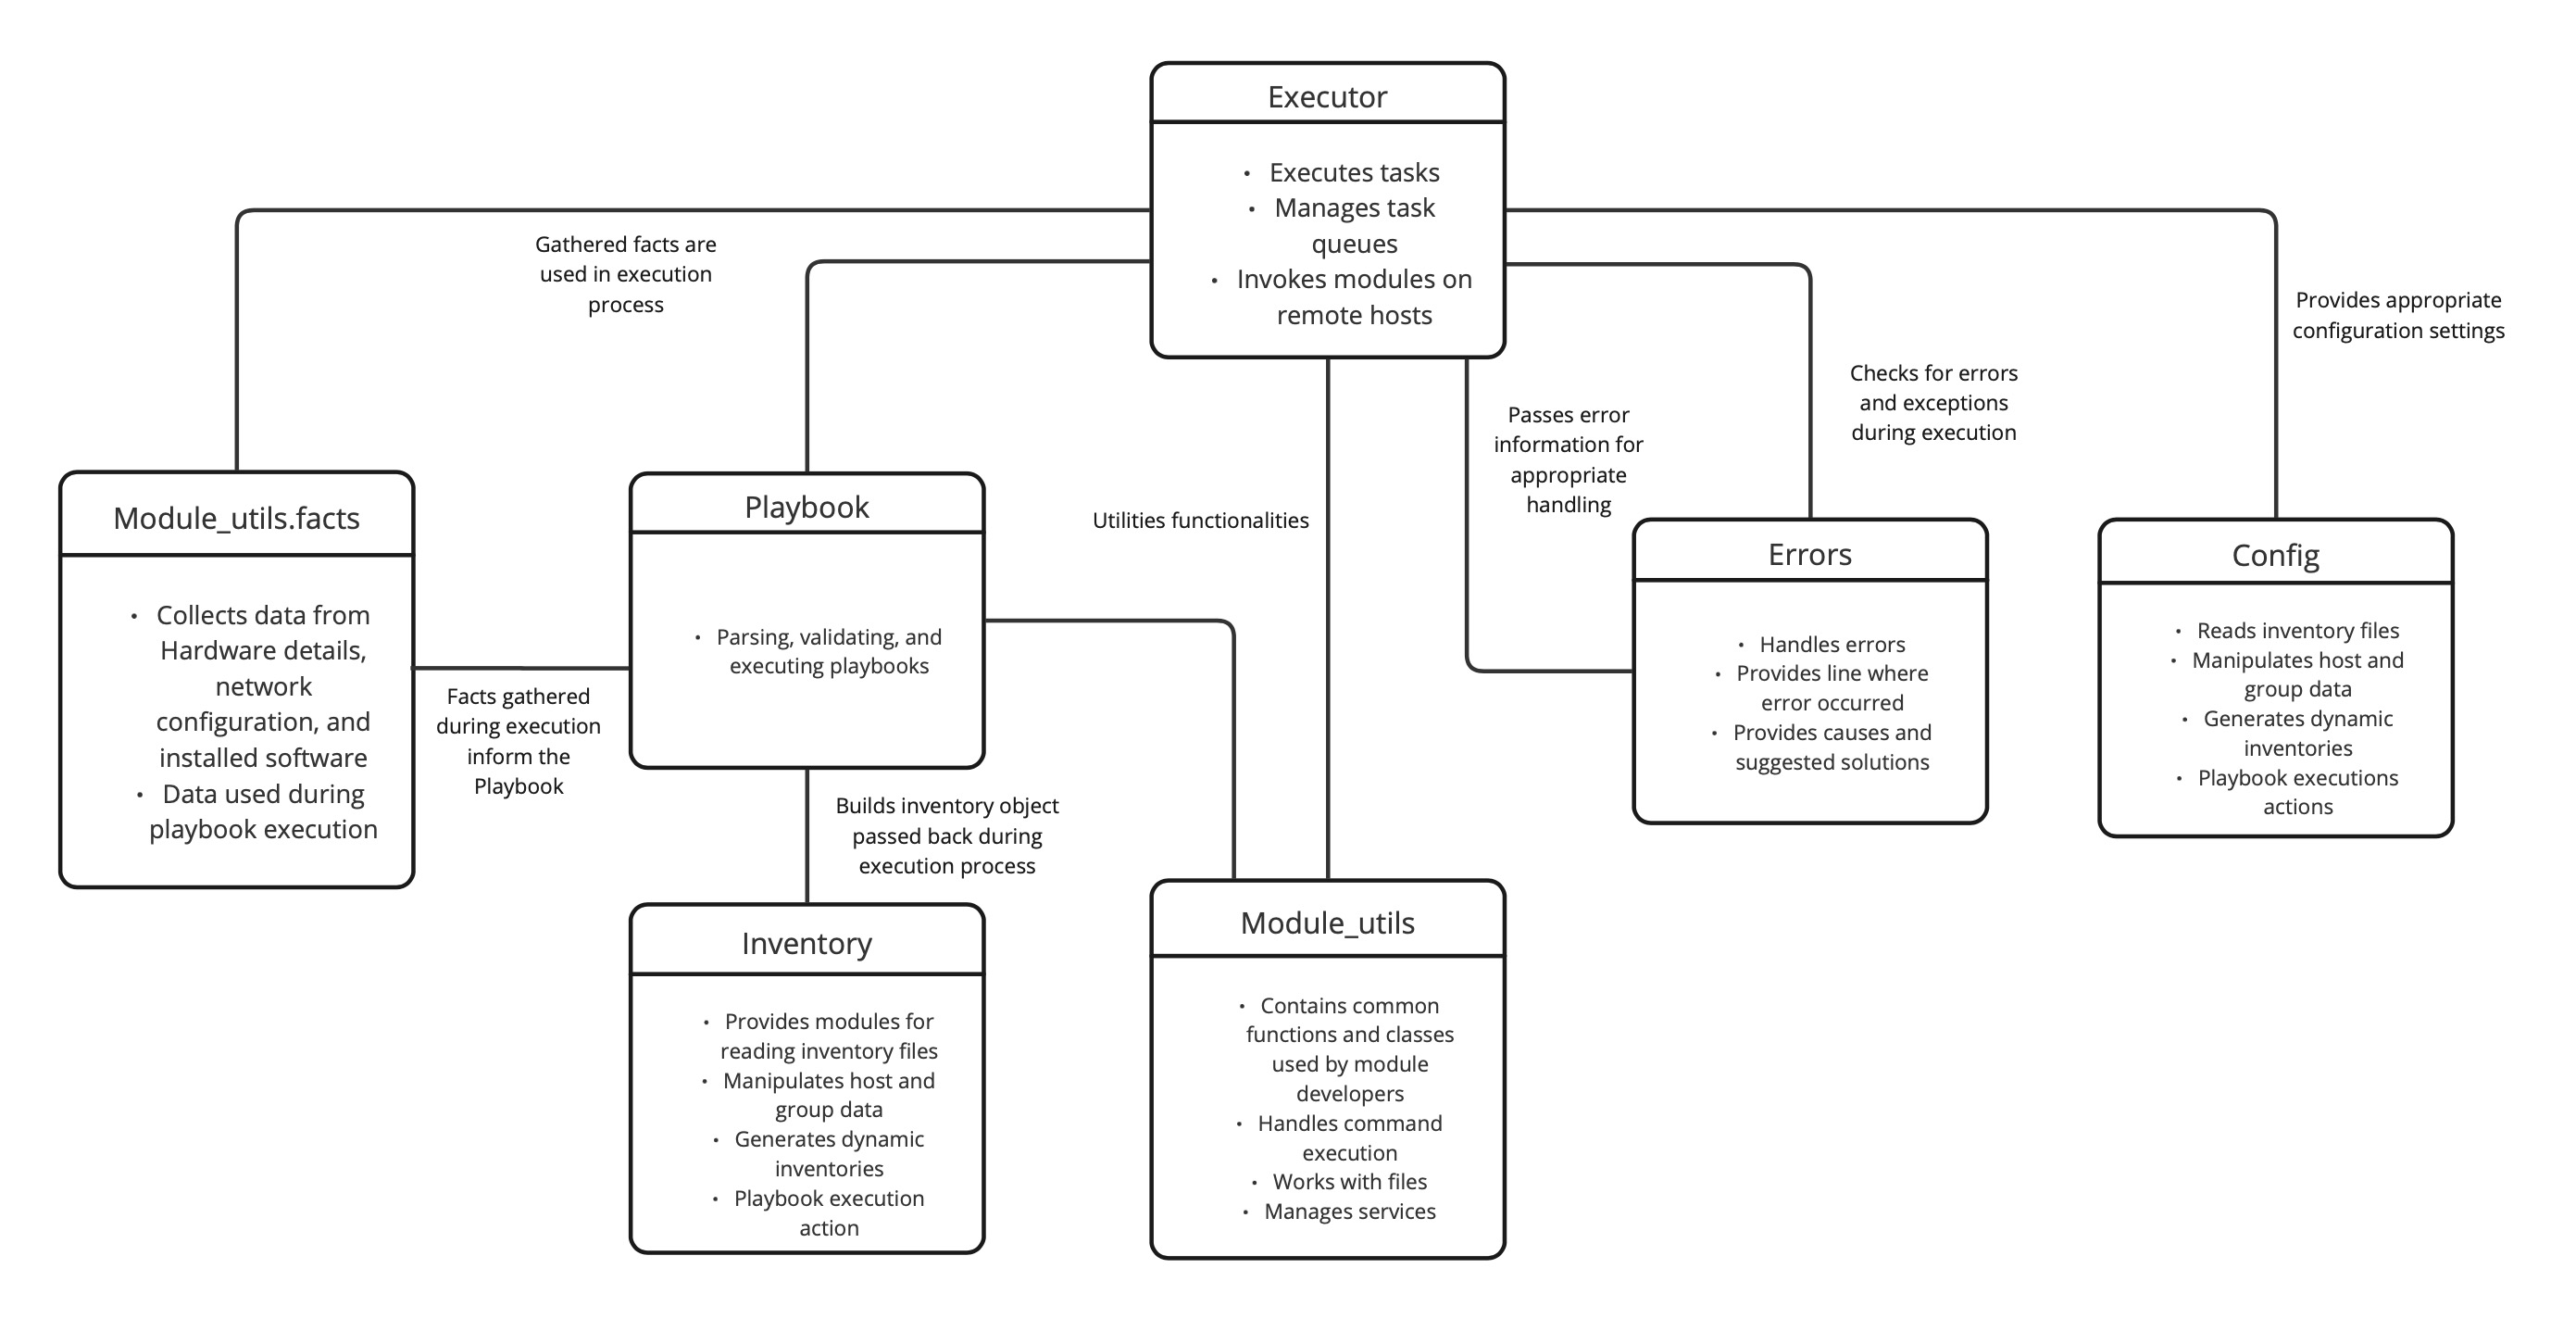 Executor
• Executes tasks
• Manages task
queues
• Invokes modules on
remote hosts
Gathered facts are
used in execution
process
Provides appropriate
configuration settings
Checks for errors
and exceptions
during execution
Passes error
information for
appropriate
handling
Utilities functionalities
Module_utils.facts
• Collects data from
Hardware details,
network
configuration, and
installed software
• Data used during
playbook execution
Facts gathered
during execution
inform the
Playbook
Playbook
• Parsing, validating, and
executing playbooks
Builds inventory object
passed back during
execution process
Errors
• Handles errors
• Provides line where
error occurred
• Provides causes and
suggested solutions
Config
• Reads inventory files
• Manipulates host and
group data
• Generates dynamic
inventories
• Playbook executions
actions
Inventory
• Provides modules for
reading inventory files
• Manipulates host and
group data
• Generates dynamic
inventories
• Playbook execution
action
Module_utils
• Contains common
functions and classes
used by module
developers
• Handles command
execution
• Works with files
• Manages services